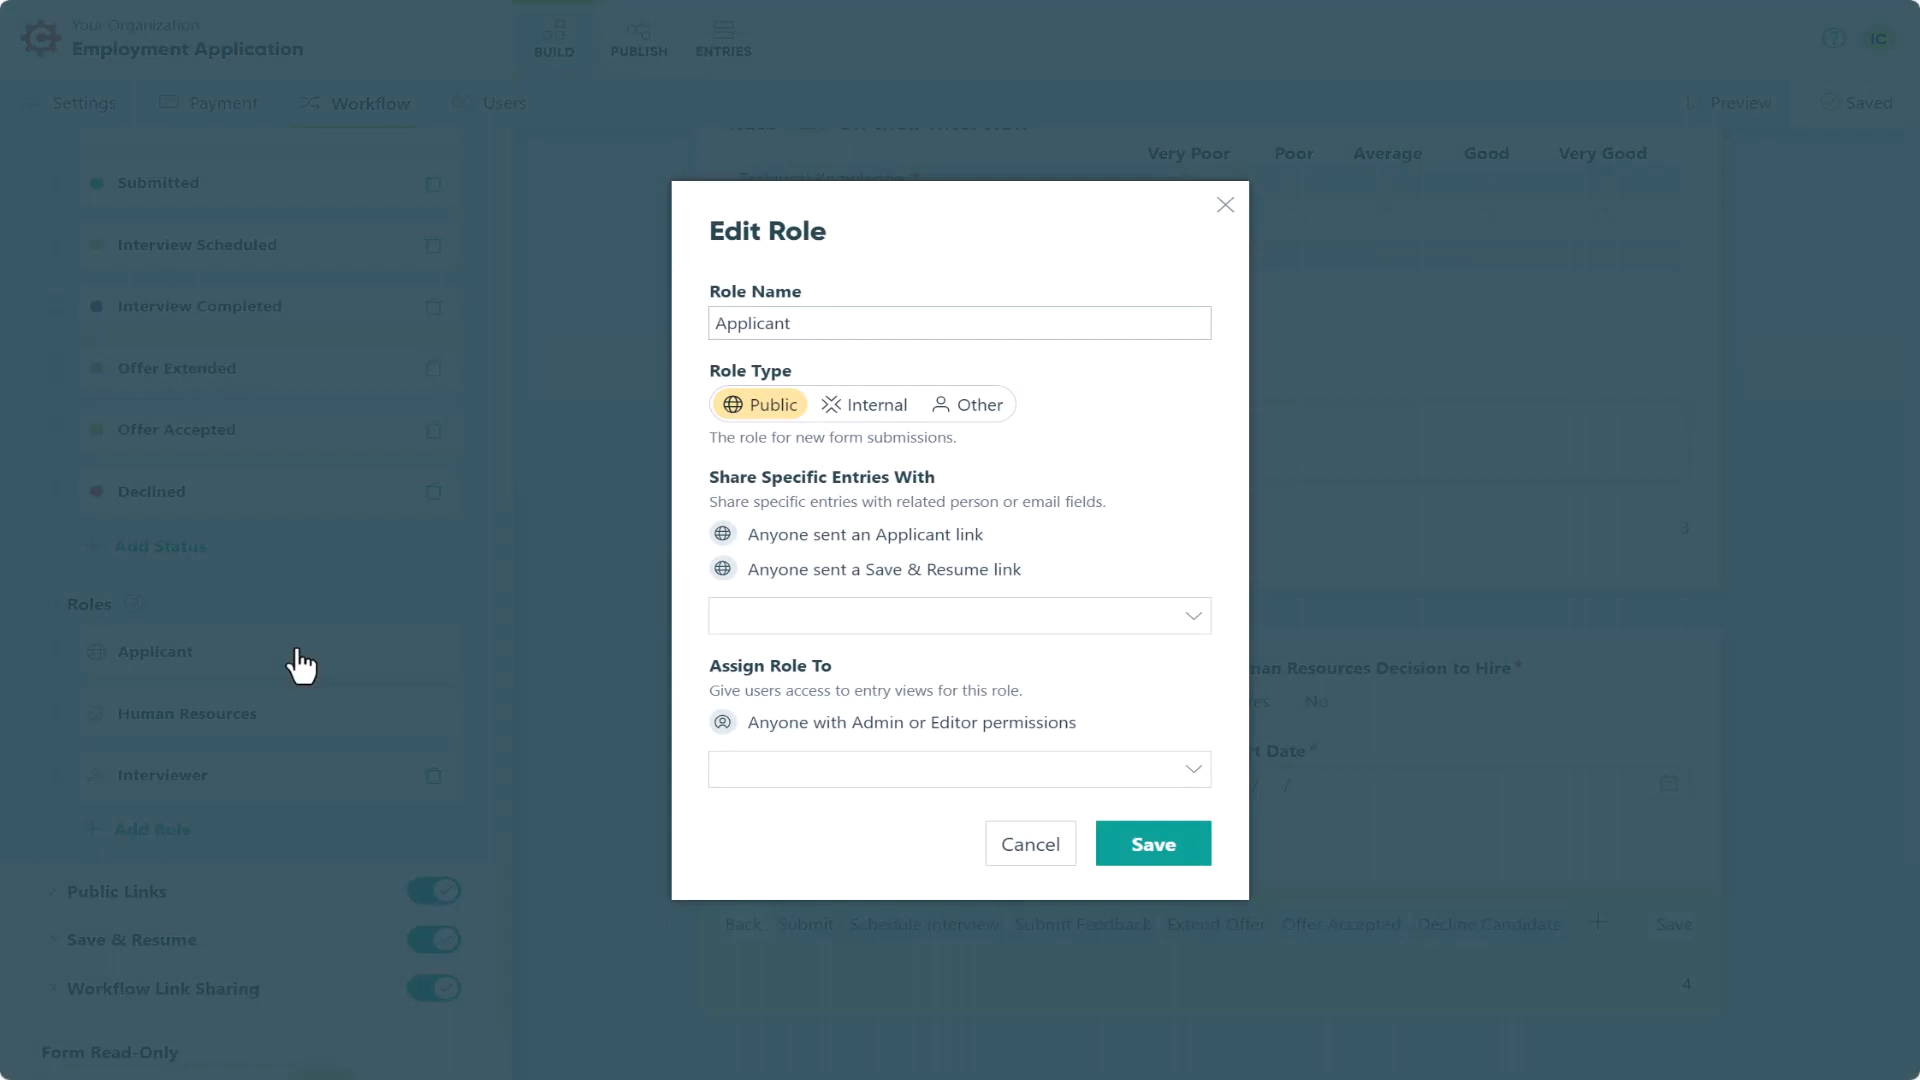 Your Organization
Employment Application
BUILD
PUBLISH
ENTRIES
IC
Settings
Payment
Workflow
Users
Preview
Saved
Very Poor
Poor
Average
Good
Very Good
Submitted
Interview Scheduled
Interview Completed
Offer Extended
Offer Accepted
Declined
+ Add Status
Roles
Applicant
Human Resources
Interviewer
+ Add Role
Public Links
Save & Resume
Workflow Link Sharing
Form Read-Only
Edit Role
Role Name
Applicant
Role Type
Public
Internal
Other
The role for new form submissions.
Share Specific Entries With
Share specific entries with related person or email fields.
Anyone sent an Applicant link
Anyone sent a Save & Resume link
Assign Role To
Give users access to entry views for this role.
Anyone with Admin or Editor permissions
Cancel
Save
3
Resources Decision to Hire *
No
Date *
/ /
Back
Submit
Schedule Interview
Submit Feedback
Extend Offer
Offer Accepted
Decline Candidate
+
Save
4